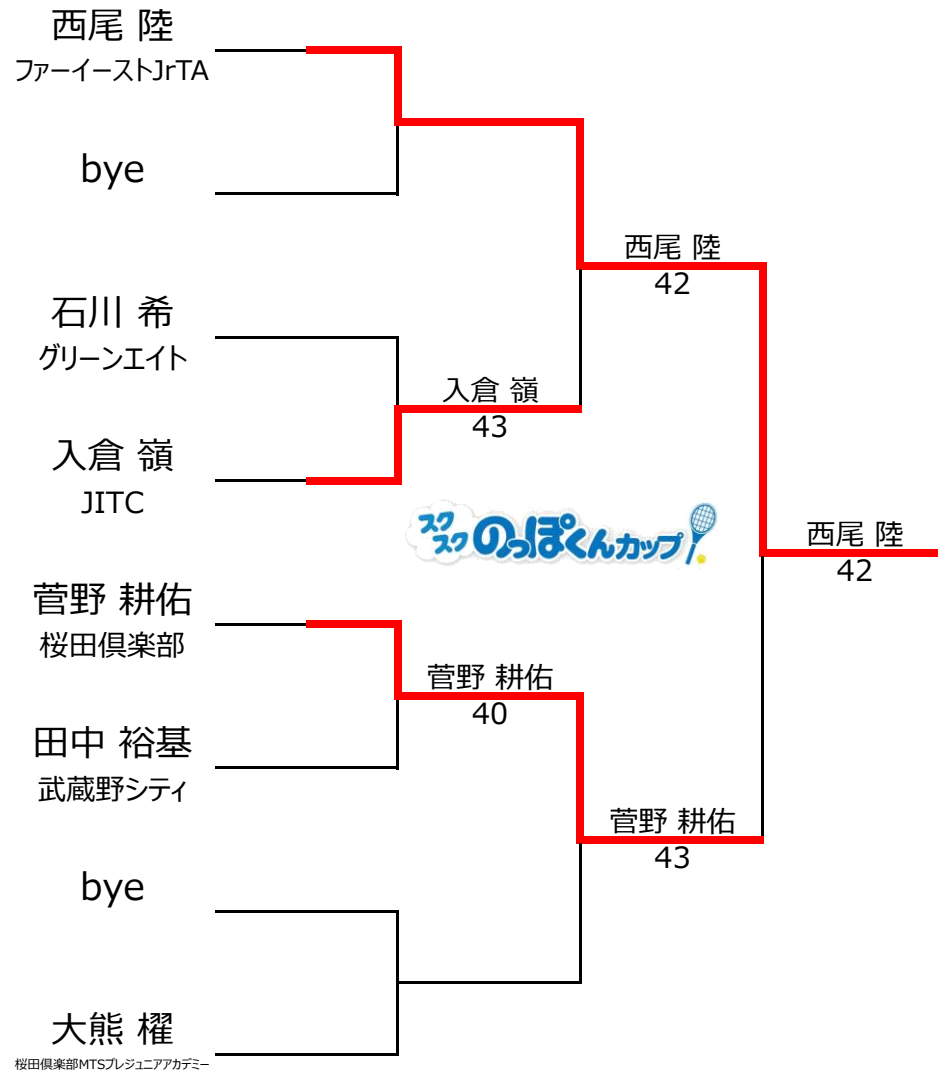 西尾 陸
ファーイーストJrTA
bye
西尾 陸
42
石川 希
グリーンエイト
入倉 嶺
43
入倉 嶺
JITC
スクスクのっぽくんカップ
西尾 陸
42
菅野 耕佑
桜田倶楽部
菅野 耕佑
40
田中 裕基
武蔵野シティ
菅野 耕佑
43
bye
大熊 櫂
桜田倶楽部MTSプレジュニアアカデミー